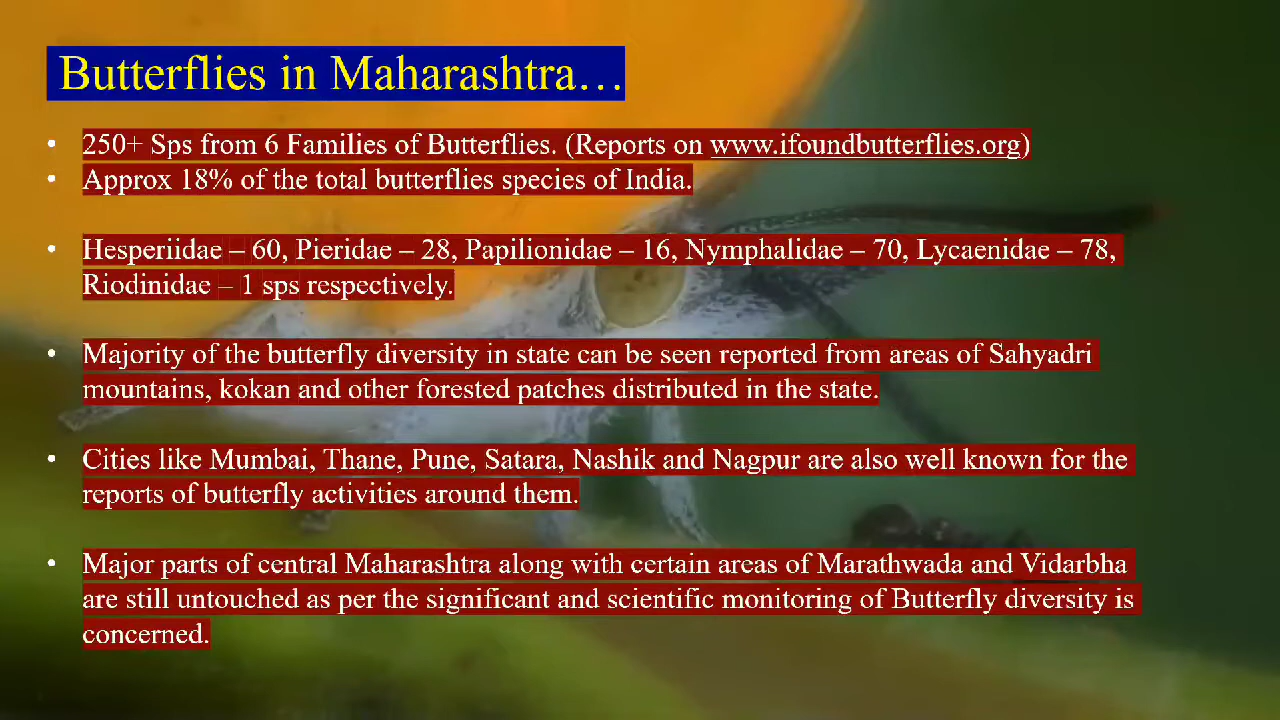 Butterflies in Maharashtra…
• 250+ Sps from 6 Families of Butterflies. (Reports on www.ifoundbutterflies.org)
• Approx 18% of the total butterflies species of India.
• Hesperiidae – 60, Pieridae – 28, Papilionidae – 16, Nymphalidae – 70, Lycaenidae – 78,
Riodinidae – 1 sps respectively.
• Majority of the butterfly diversity in state can be seen reported from areas of Sahyadri
mountains, kokan and other forested patches distributed in the state.
• Cities like Mumbai, Thane, Pune, Satara, Nashik and Nagpur are also well known for the
reports of butterfly activities around them.
• Major parts of central Maharashtra along with certain areas of Marathwada and Vidarbha
are still untouched as per the significant and scientific monitoring of Butterfly diversity is
concerned.